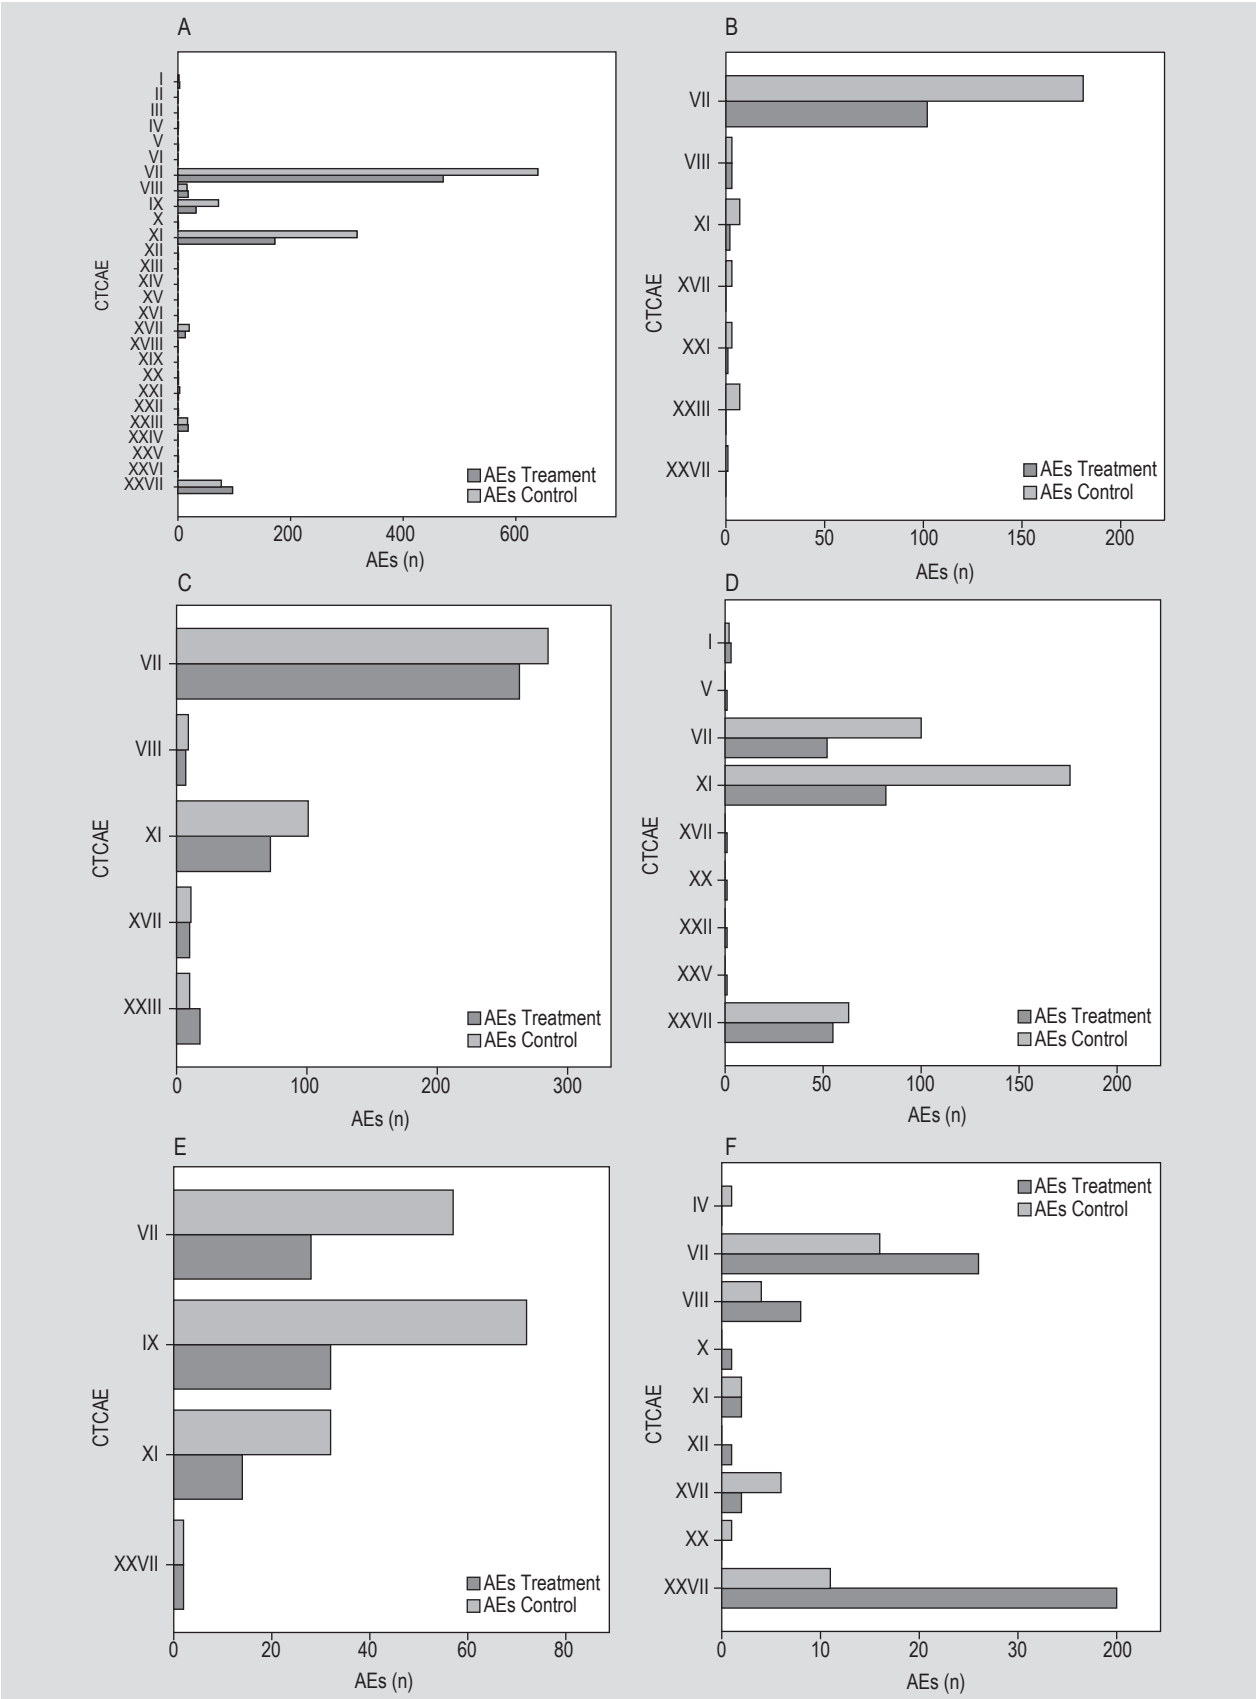 A
I
II
III
IV
V
VI
VII
VIII
IX
X
XI
XII
XIII
XIV
XV
XVI
XVII
XVIII
XIX
XX
XXI
XXII
XXIII
XXIV
XXV
XXVI
XXVII
CTCAE
AEs Treament
AEs Control
0 200 400 600
AEs (n)
B
VII
VIII
XI
XVII
XXI
XXIII
XXVII
CTCAE
AEs Treatment
AEs Control
0 50 100 150 200
AEs (n)
C
VII
VIII
XI
XVII
XXIII
CTCAE
AEs Treatment
AEs Control
0 100 200 300
AEs (n)
D
I
V
VII
XI
XVII
XX
XXII
XXV
XXVII
CTCAE
AEs Treatment
AEs Control
0 50 100 150 200
AEs (n)
E
VII
IX
XI
XXVII
CTCAE
AEs Treatment
AEs Control
0 20 40 60 80
AEs (n)
F
AEs Treatment
AEs Control
IV
VII
VIII
X
XI
XII
XVII
XX
XXVII
CTCAE
0 10 20 30 200
AEs (n)